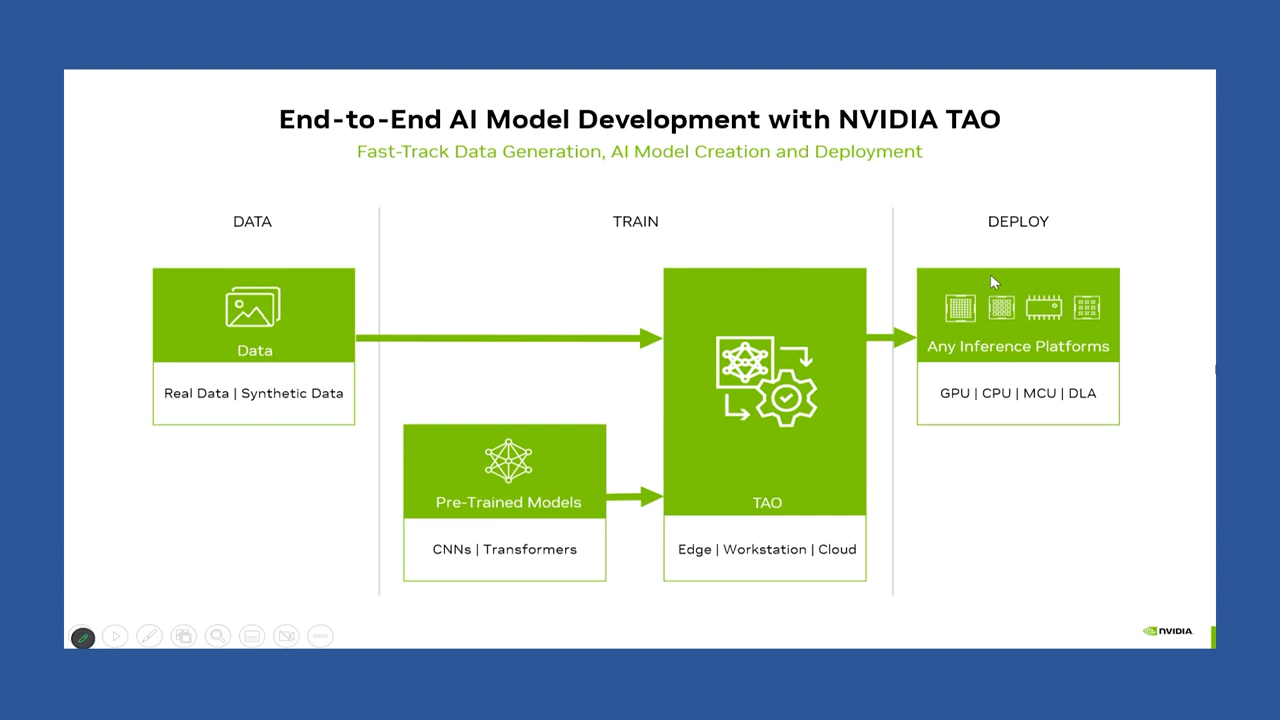 End-to-End AI Model Development with NVIDIA TAO
Fast-Track Data Generation, AI Model Creation and Deployment
DATA
TRAIN
DEPLOY
Data
Real Data | Synthetic Data
Pre-Trained Models
CNNs | Transformers
TAO
Edge | Workstation | Cloud
Any Inference Platforms
GPU | CPU | MCU | DLA
NVIDIA